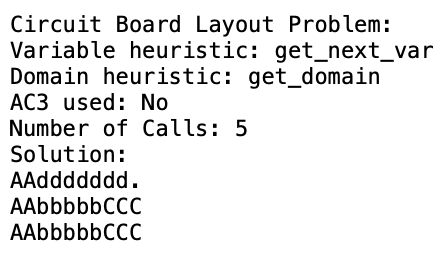 Circuit Board Layout Problem:
Variable heuristic: get_next_var
Domain heuristic: get_domain
AC3 used: No
Number of Calls: 5
Solution:
AAddddddd.
AAbbbbbCCC
AAbbbbbCCC